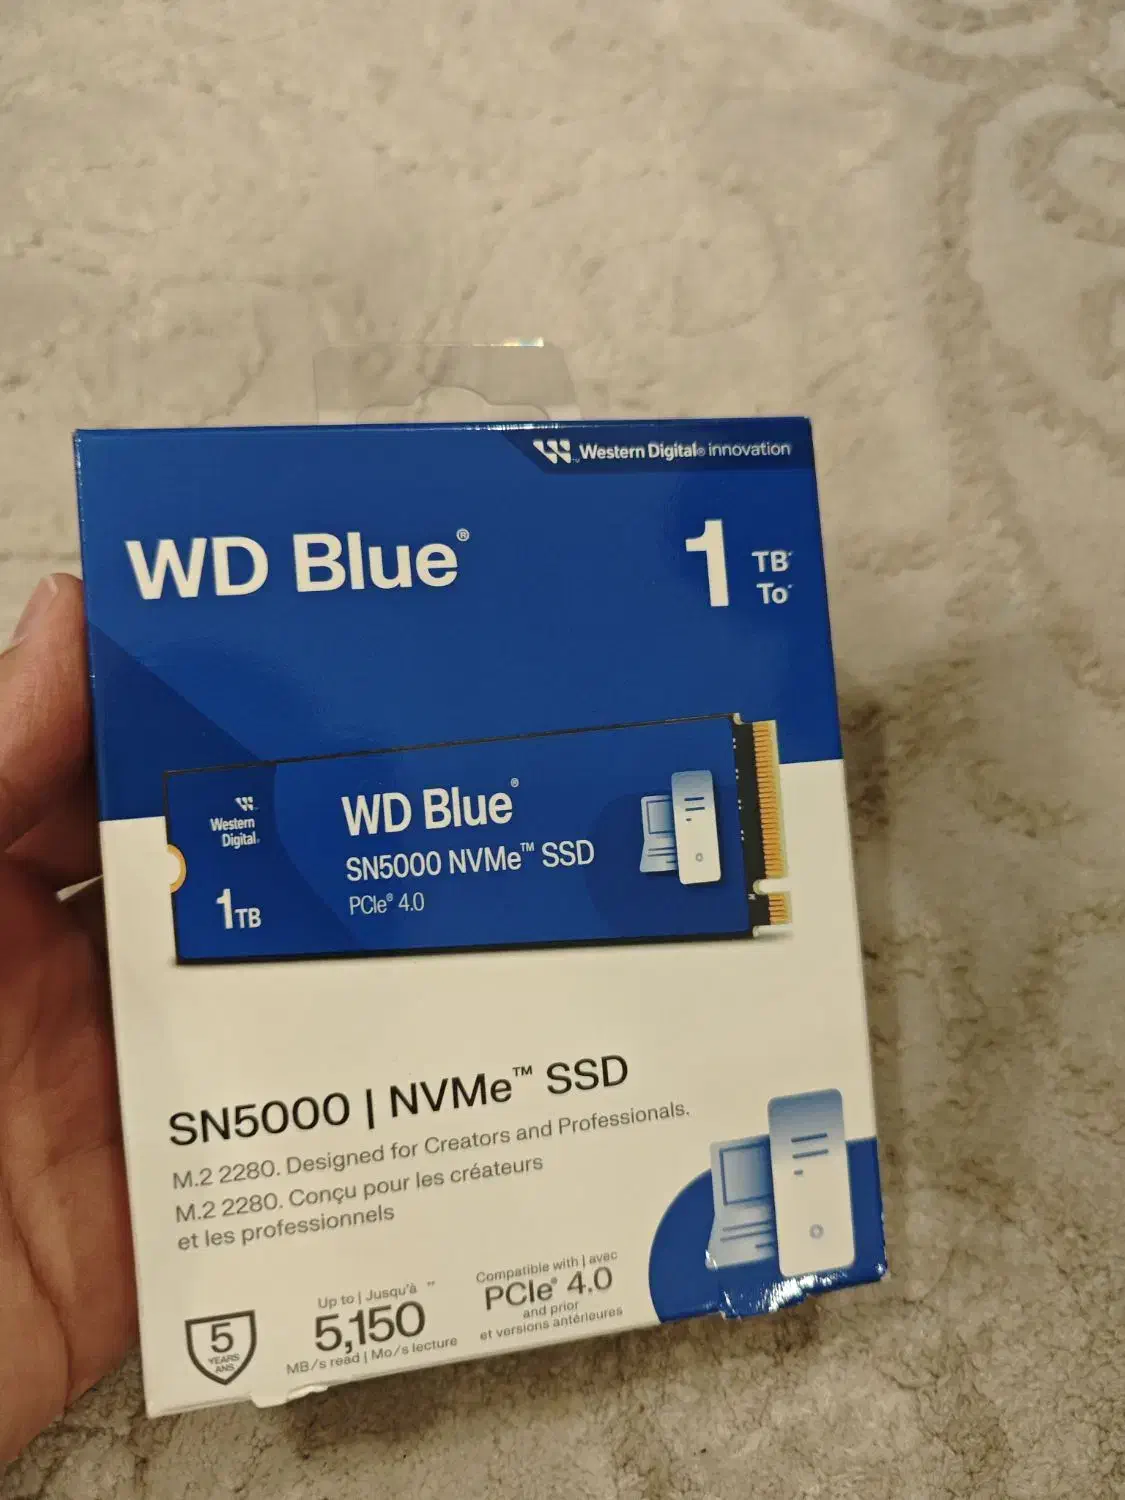 Western Digital® innovation
WD Blue®
1 TB*
To*
Western
Digital®
1TB
WD Blue®
SN5000 NVMe™ SSD
PCIe® 4.0
SN5000 | NVMe™ SSD
M.2 2280. Designed for Creators and Professionals.
M.2 2280. Conçu pour les créateurs
et les professionnels
5
YEARS
ANS
Up to | Jusqu'à **
5,150
MB/s read | Mo/s lecture
Compatible with | avec
PCIe® 4.0
and prior
et versions antérieures